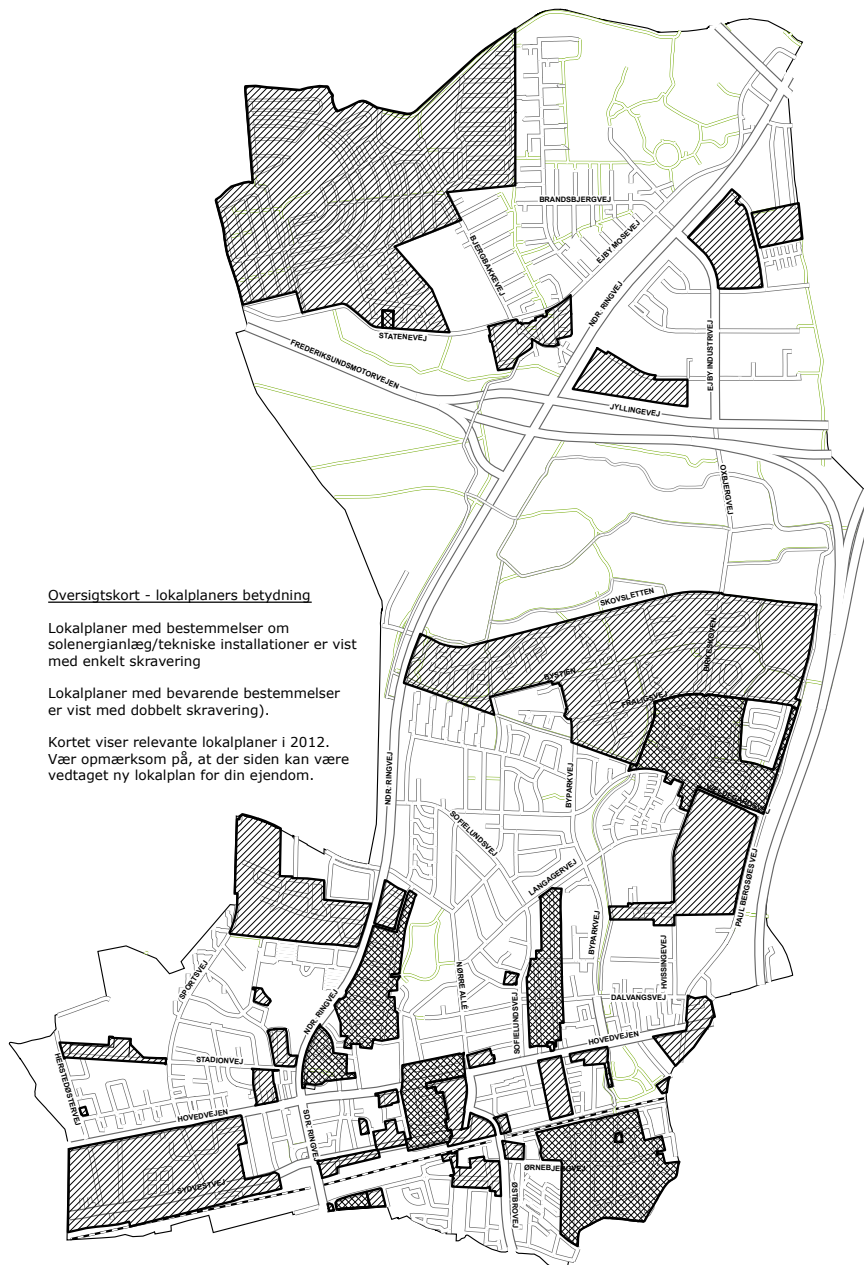 BRANDSBJERGVEJ
BJERGBAKKEVEJ
EJBY MOSEVEJ
NDR. RINGVEJ
STATENEVEJ
FREDERIKSUNDSMOTORVEJEN
EJBY INDUSTRIVEJ
JYLLINGEVEJ
OXBJERGVEJ
Oversigtskort - lokalplaners betydning
Lokalplaner med bestemmelser om
solenergianlæg/tekniske installationer er vist
med enkelt skravering
Lokalplaner med bevarende bestemmelser
er vist med dobbelt skravering).
Kortet viser relevante lokalplaner i 2012.
Vær opmærksom på, at der siden kan være
vedtaget ny lokalplan for din ejendom.
SKOVSLETTEN
BIRKESKOVEN
BYSTIEN
FRALIGSVEJ
NDR. RINGVEJ
BYPARKVEJ
SOFIELUNDSVEJ
LANGAGERVEJ
PAUL BERGSØES VEJ
SPORTSVEJ
NØRRE ALLE
BYPARKVEJ
HVISSINGEVEJ
NDR. RINGVEJ
SOFIELUNDSVEJ
DALVANGSVEJ
HOVEDVEJEN
HERSTEDØSTERVEJ
STADIONVEJ
HOVEDVEJEN
SDR. RINGVEJ
SYDVESTVEJ
ØRNEBJERGVEJ
ØSTBROVEJ